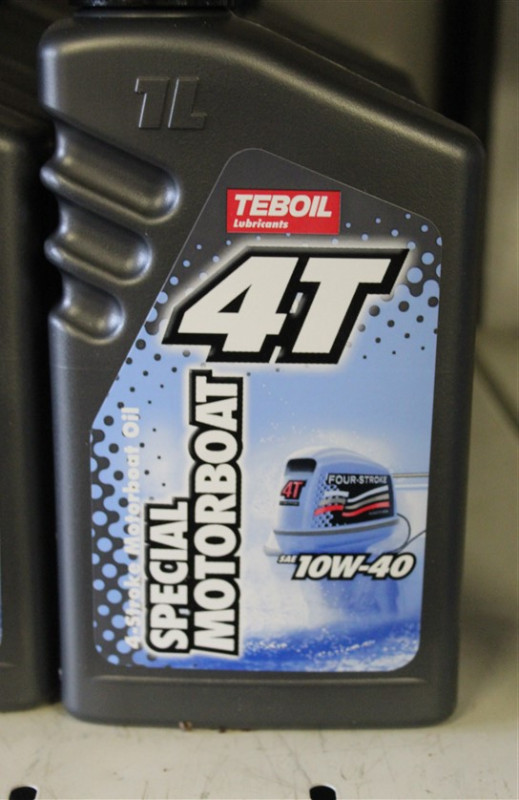 1L
TEBOIL
Lubricants
4T
4-Stroke Motorboat Oil
SPECIAL
MOTORBOAT
4T
FOUR-STROKE
SAE 10W-40